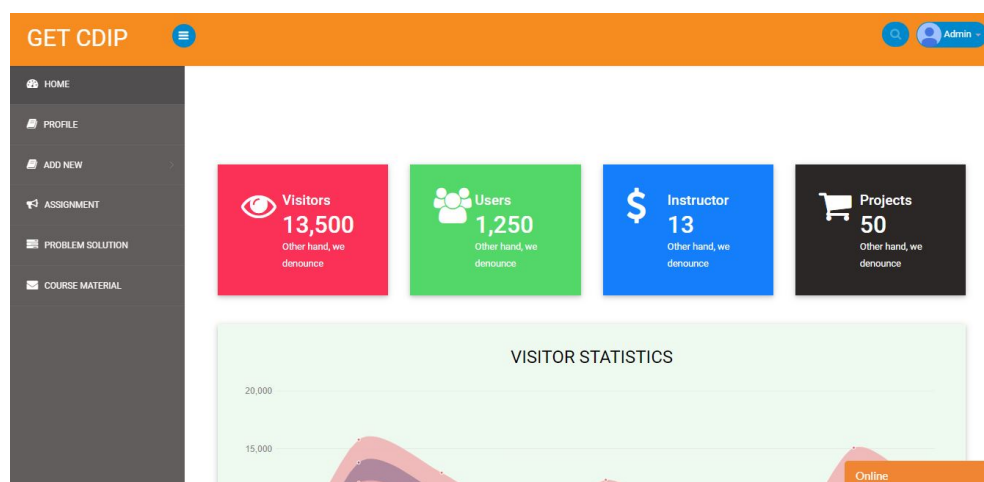 GET CDIP
Admin
HOME
PROFILE
ADD NEW
ASSIGNMENT
PROBLEM SOLUTION
COURSE MATERIAL
Visitors
13,500
Other hand, we
denounce
Users
1,250
Other hand, we
denounce
Instructor
13
Other hand, we
denounce
Projects
50
Other hand, we
denounce
VISITOR STATISTICS
20,000
15,000
Online